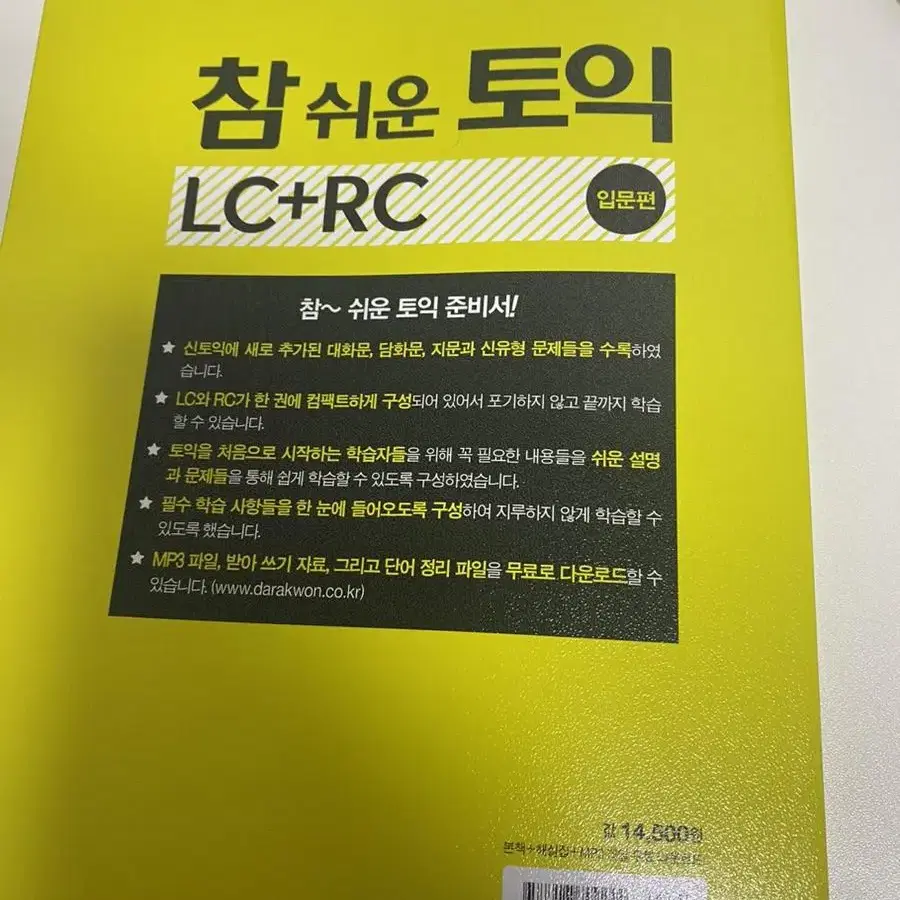 참 쉬운 토익
LC+RC
입문편
참~ 쉬운 토익 준비서!
★ 신토익에 새로 추가된 대화문, 담화문, 지문과 신유형 문제들을 수록하였
습니다.
★ LC와 RC가 한 권에 컴팩트하게 구성되어 있어서 포기하지 않고 끝까지 학습
할 수 있습니다.
★ 토익을 처음으로 시작하는 학습자들을 위해 꼭 필요한 내용들을 쉬운 설명
과 문제들을 통해 쉽게 학습할 수 있도록 구성하였습니다.
★ 필수 학습 사항들을 한 눈에 들어오도록 구성하여 지루하지 않게 학습할 수
있도록 했습니다.
★ MP3 파일, 받아 쓰기 자료, 그리고 단어 정리 파일을 무료로 다운로드할 수
있습니다. (www.darakwon.co.kr)
값 14,500원
본책+해설집+MP3